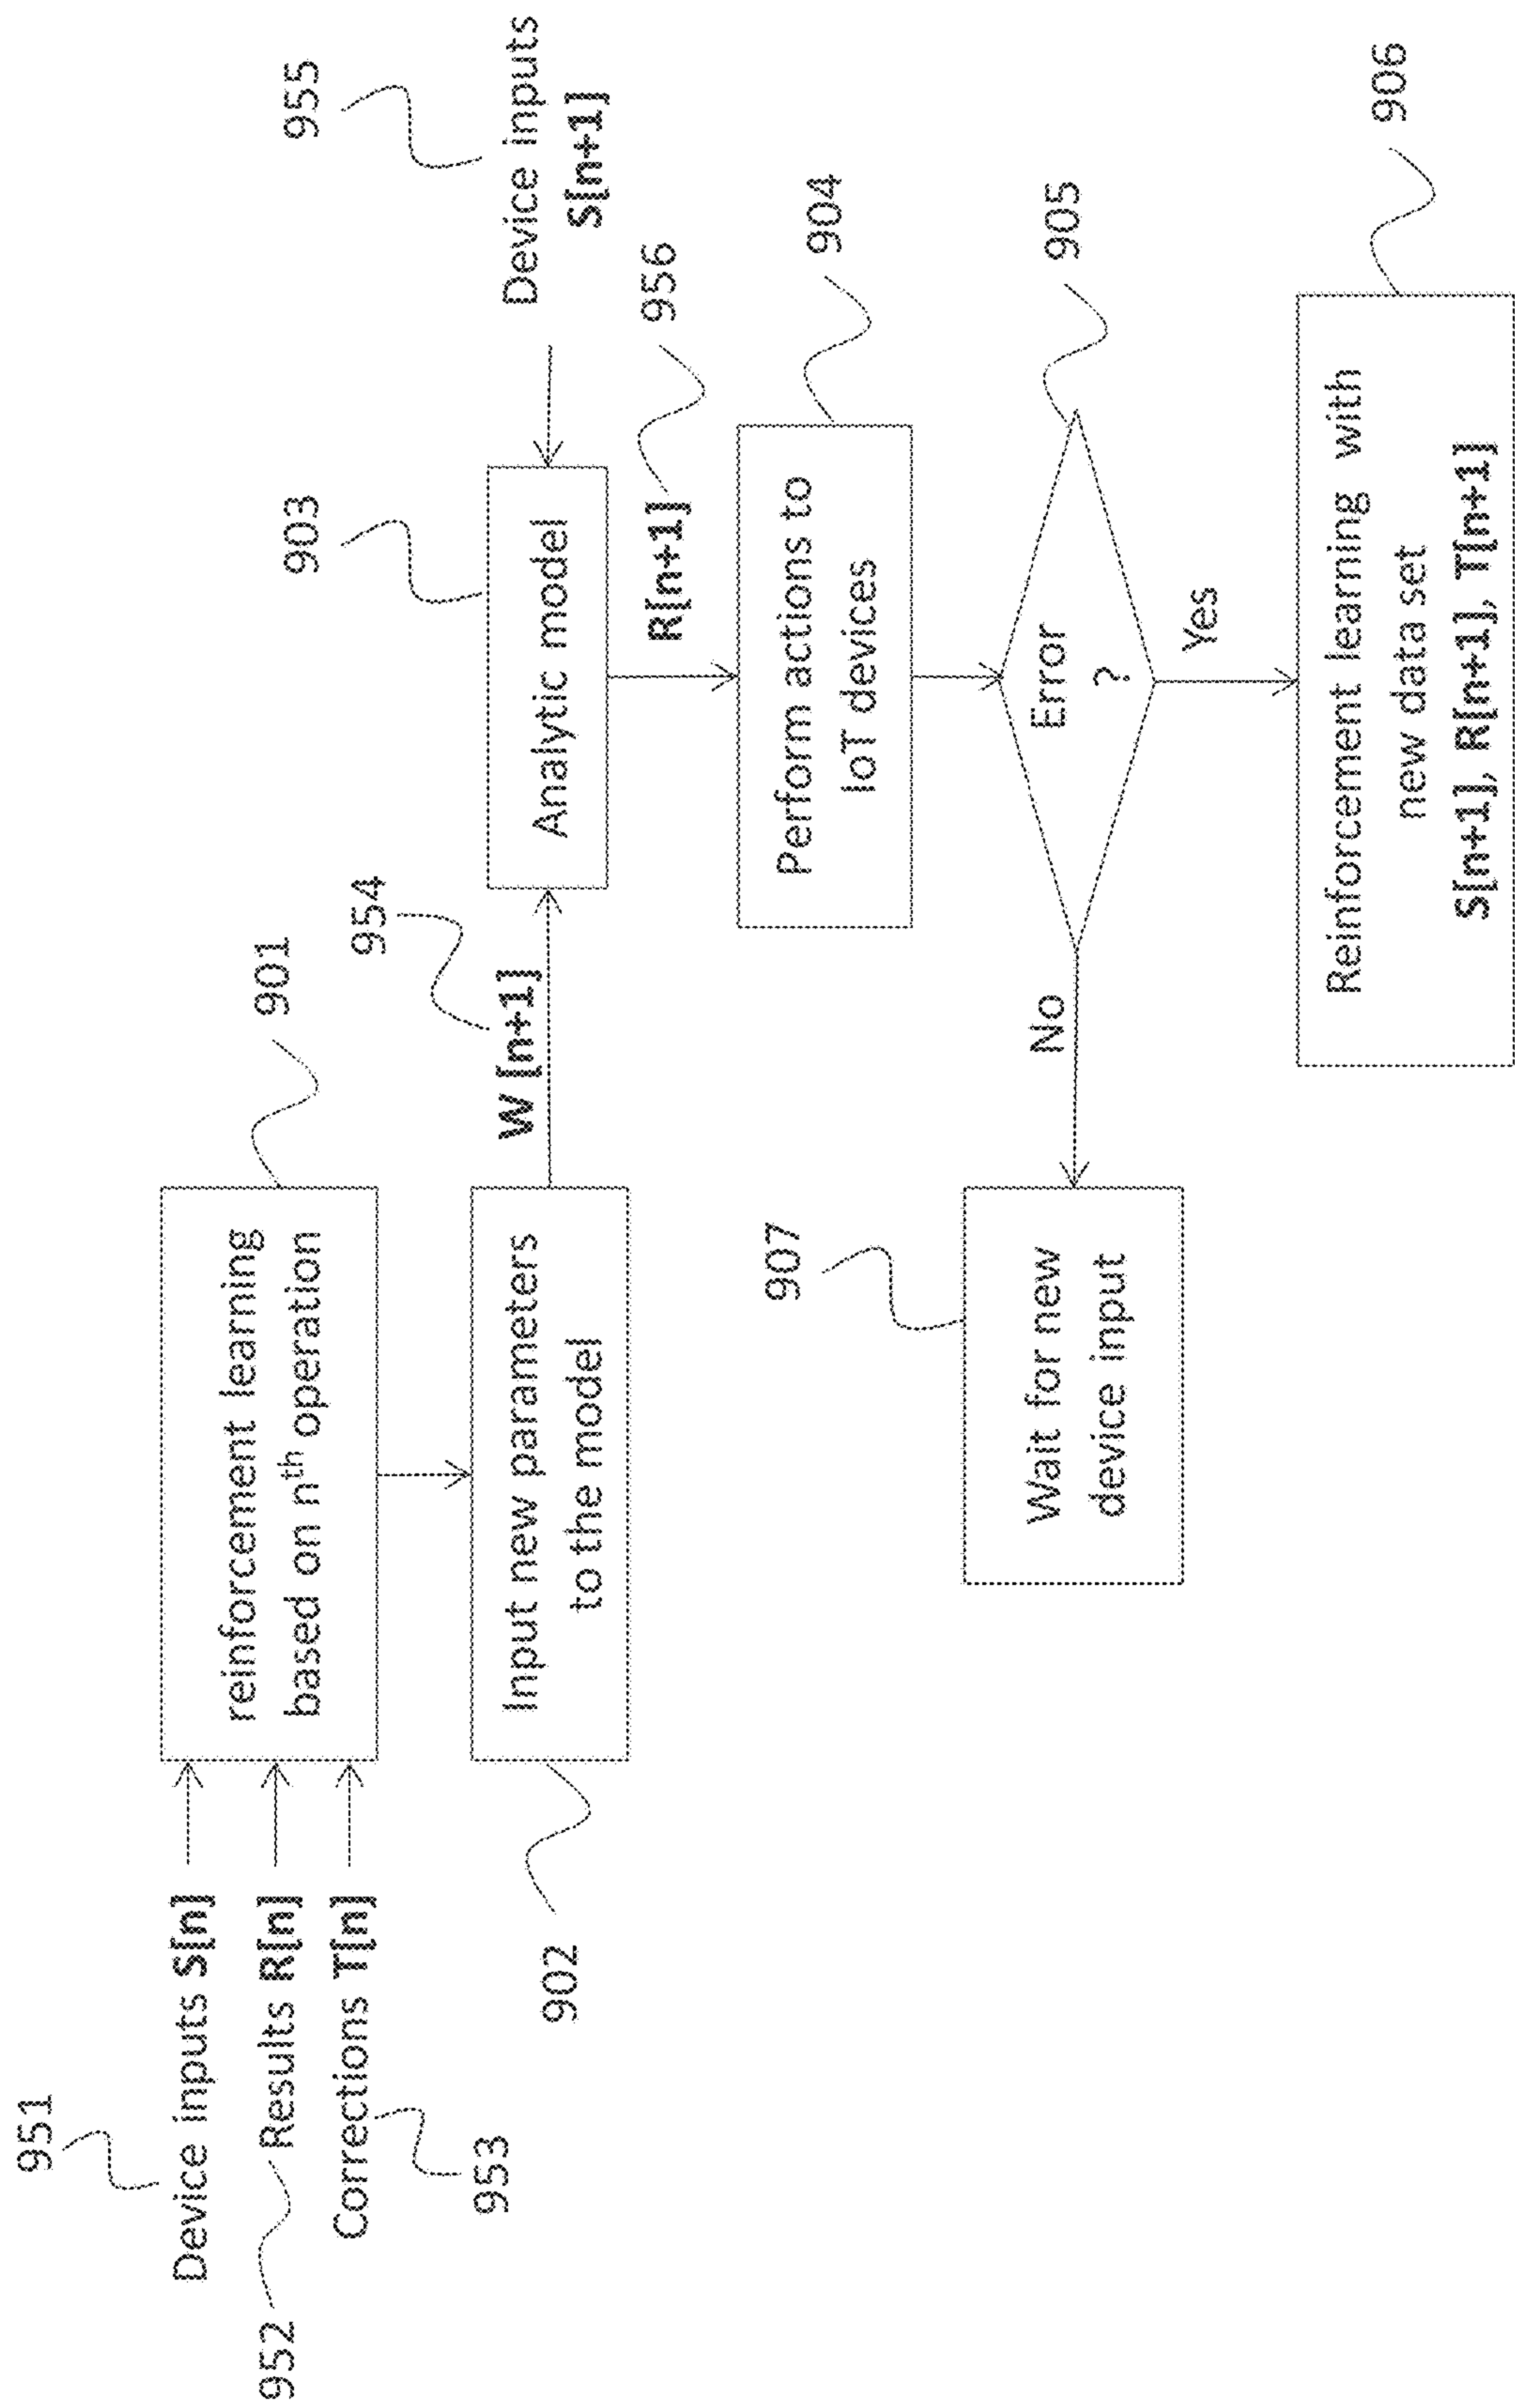 951
Device inputs S[n]
952
Results R[n]
Corrections T[n]
953
reinforcement learning
based on nth operation
901
902
Input new parameters
to the model
954
W [n+1]
903
Analytic model
955
Device inputs
S[n+1]
R[n+1]
956
Perform actions to
IoT devices
904
Error
?
905
No
Yes
907
Wait for new
device input
Reinforcement learning with
new data set
S[n+1], R[n+1], T[n+1]
906